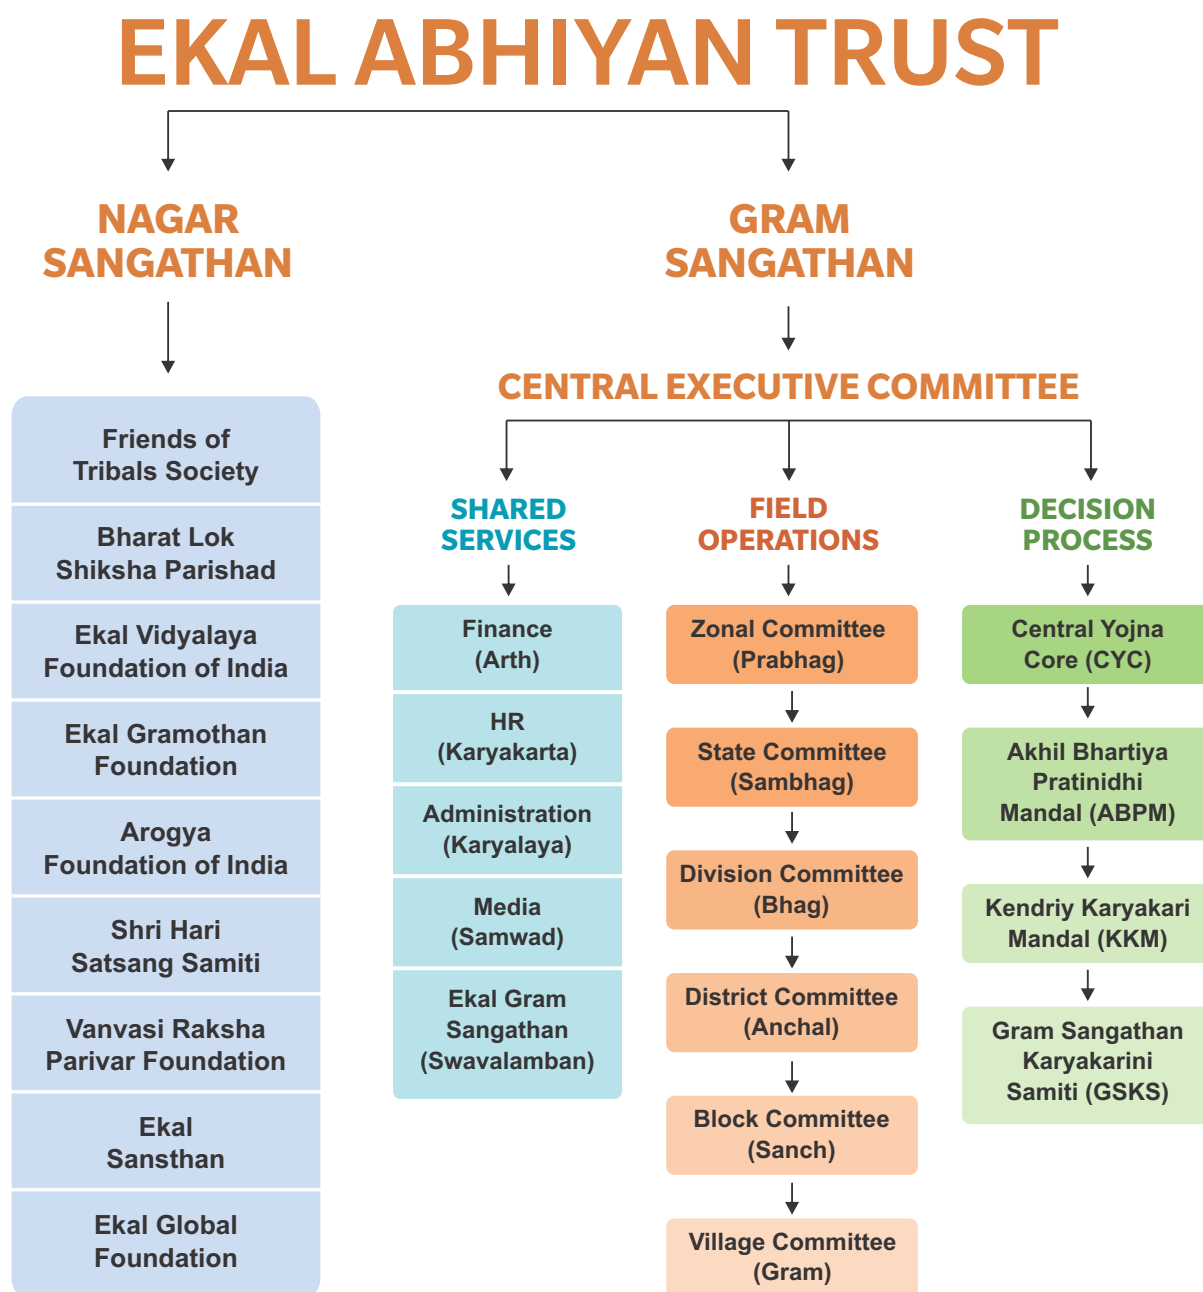 EKAL ABHIYAN TRUST
NAGAR
SANGATHAN
Friends of
Tribals Society
Bharat Lok
Shiksha Parishad
Ekal Vidyalaya
Foundation of India
Ekal Gramothan
Foundation
Arogya
Foundation of India
Shri Hari
Satsang Samiti
Vanvasi Raksha
Parivar Foundation
Ekal
Sansthan
Ekal Global
Foundation
GRAM
SANGATHAN
CENTRAL EXECUTIVE COMMITTEE
SHARED
SERVICES
Finance
(Arth)
HR
(Karyakarta)
Administration
(Karyalaya)
Media
(Samwad)
Ekal Gram
Sangathan
(Swavalamban)
FIELD
OPERATIONS
Zonal Committee
(Prabhag)
State Committee
(Sambhag)
Division Committee
(Bhag)
District Committee
(Anchal)
Block Committee
(Sanch)
Village Committee
(Gram)
DECISION
PROCESS
Central Yojna
Core (CYC)
Akhil Bhartiya
Pratinidhi
Mandal (ABPM)
Kendriy Karyakari
Mandal (KKM)
Gram Sangathan
Karyakarini
Samiti (GSKS)